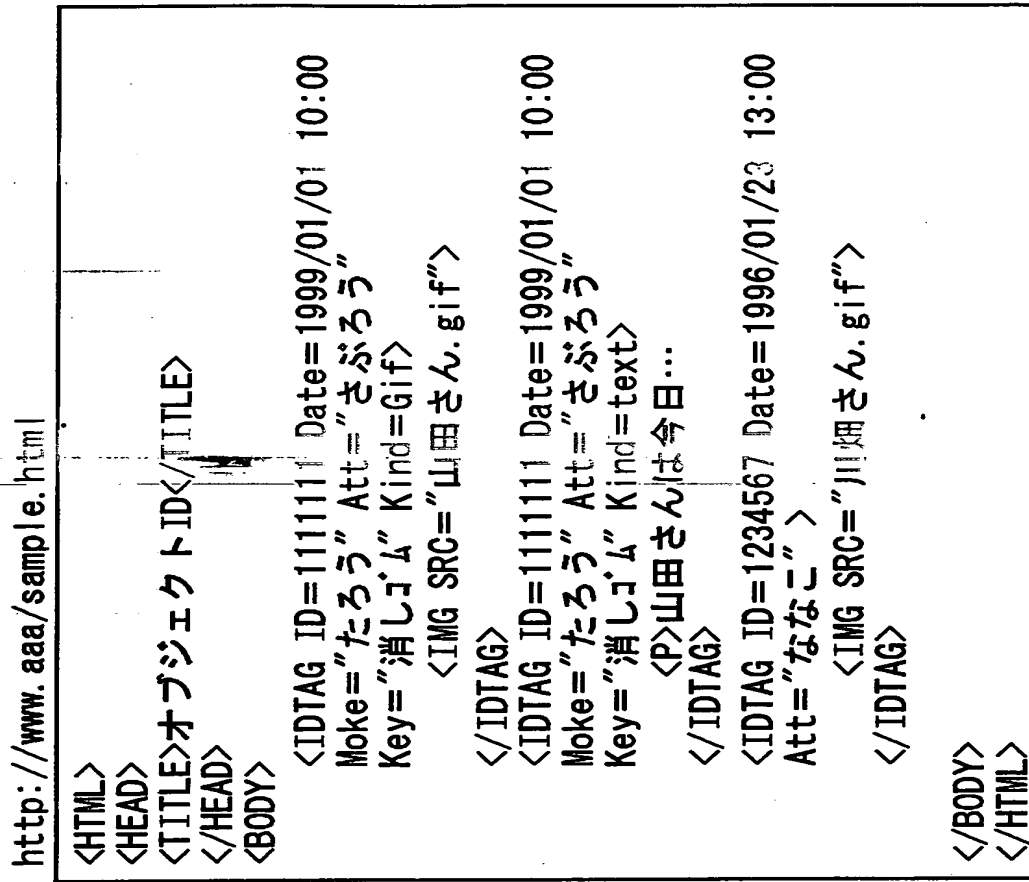 http://www.aaa/sample.html
<HTML>
<HEAD>
<TITLE>オブジェクトID</TITLE>
</HEAD>
<BODY>
<IDTAG ID=1111111 Date=1999/01/01 10:00
Moke="たろう" Att="さぶろう"
Key="消しゴム" Kind=Gif>
<IMG SRC="山田さん.gif">
</IDTAG>
<IDTAG ID=1111111 Date=1999/01/01 10:00
Moke="たろう" Att="さぶろう"
Key="消しゴム" Kind=text>
<P>山田さんは今日…
</IDTAG>
<IDTAG ID=1234567 Date=1996/01/23 13:00
Att="ななこ">
<IMG SRC="川畑さん.gif">
</IDTAG>
</BODY>
</HTML>